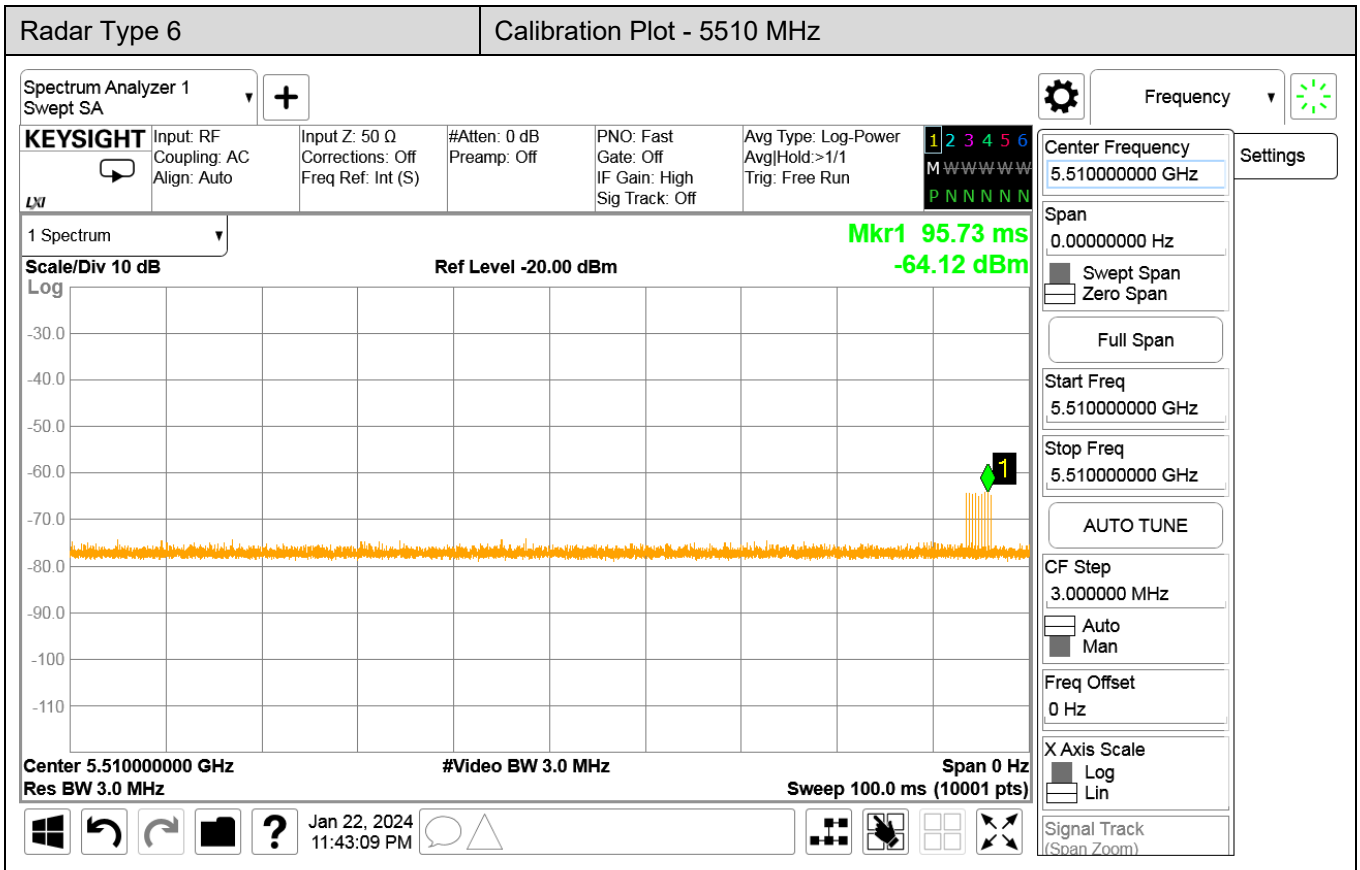 Radar Type 6
Calibration Plot - 5510 MHz
Spectrum Analyzer 1
Swept SA
Frequency
KEYSIGHT
LXI
Input: RF
Coupling: AC
Align: Auto
Input Z: 50 Ω
Corrections: Off
Freq Ref: Int (S)
#Atten: 0 dB
Preamp: Off
PNO: Fast
Gate: Off
IF Gain: High
Sig Track: Off
Avg Type: Log-Power
Avg|Hold:>1/1
Trig: Free Run
1 2 3 4 5 6
M W W W W W
P N N N N N
1 Spectrum
Mkr1 95.73 ms
-64.12 dBm
Scale/Div 10 dB
Ref Level -20.00 dBm
Log
-30.0
-40.0
-50.0
-60.0
-70.0
-80.0
-90.0
-100
-110
1
Center 5.510000000 GHz
#Video BW 3.0 MHz
Span 0 Hz
Res BW 3.0 MHz
Sweep 100.0 ms (10001 pts)
?
Jan 22, 2024
11:43:09 PM
Center Frequency
5.510000000 GHz
Settings
Span
0.00000000 Hz
Swept Span
Zero Span
Full Span
Start Freq
5.510000000 GHz
Stop Freq
5.510000000 GHz
AUTO TUNE
CF Step
3.000000 MHz
Auto
Man
Freq Offset
0 Hz
X Axis Scale
Log
Lin
Signal Track
(Span Zoom)